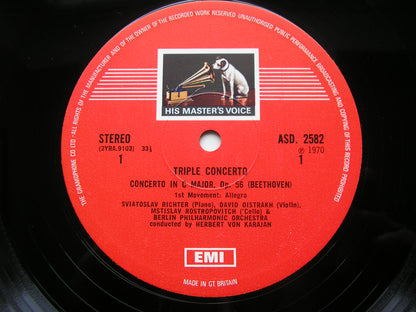 ALL RIGHTS OF THE MANUFACTURER AND OF THE OWNER OF THE RECORDED WORK RESERVED UNAUTHORISED PUBLIC PERFORMANCE BROADCASTING AND COPYING OF THIS RECORD PROHIBITED
THE GRAMOPHONE CO LTD
HIS MASTER'S VOICE
STEREO
(2YRA.9103) 33⅓
1
ASD. 2582
℗ 1970
1
TRIPLE CONCERTO
CONCERTO IN C MAJOR, Op. 56 (BEETHOVEN)
1st Movement: Allegro
SVIATOSLAV RICHTER (Piano), DAVID OISTRAKH (Violin),
MSTISLAV ROSTROPOVITCH ('Cello) &
BERLIN PHILHARMONIC ORCHESTRA
conducted by HERBERT VON KARAJAN
EMI
MADE IN GT BRITAIN